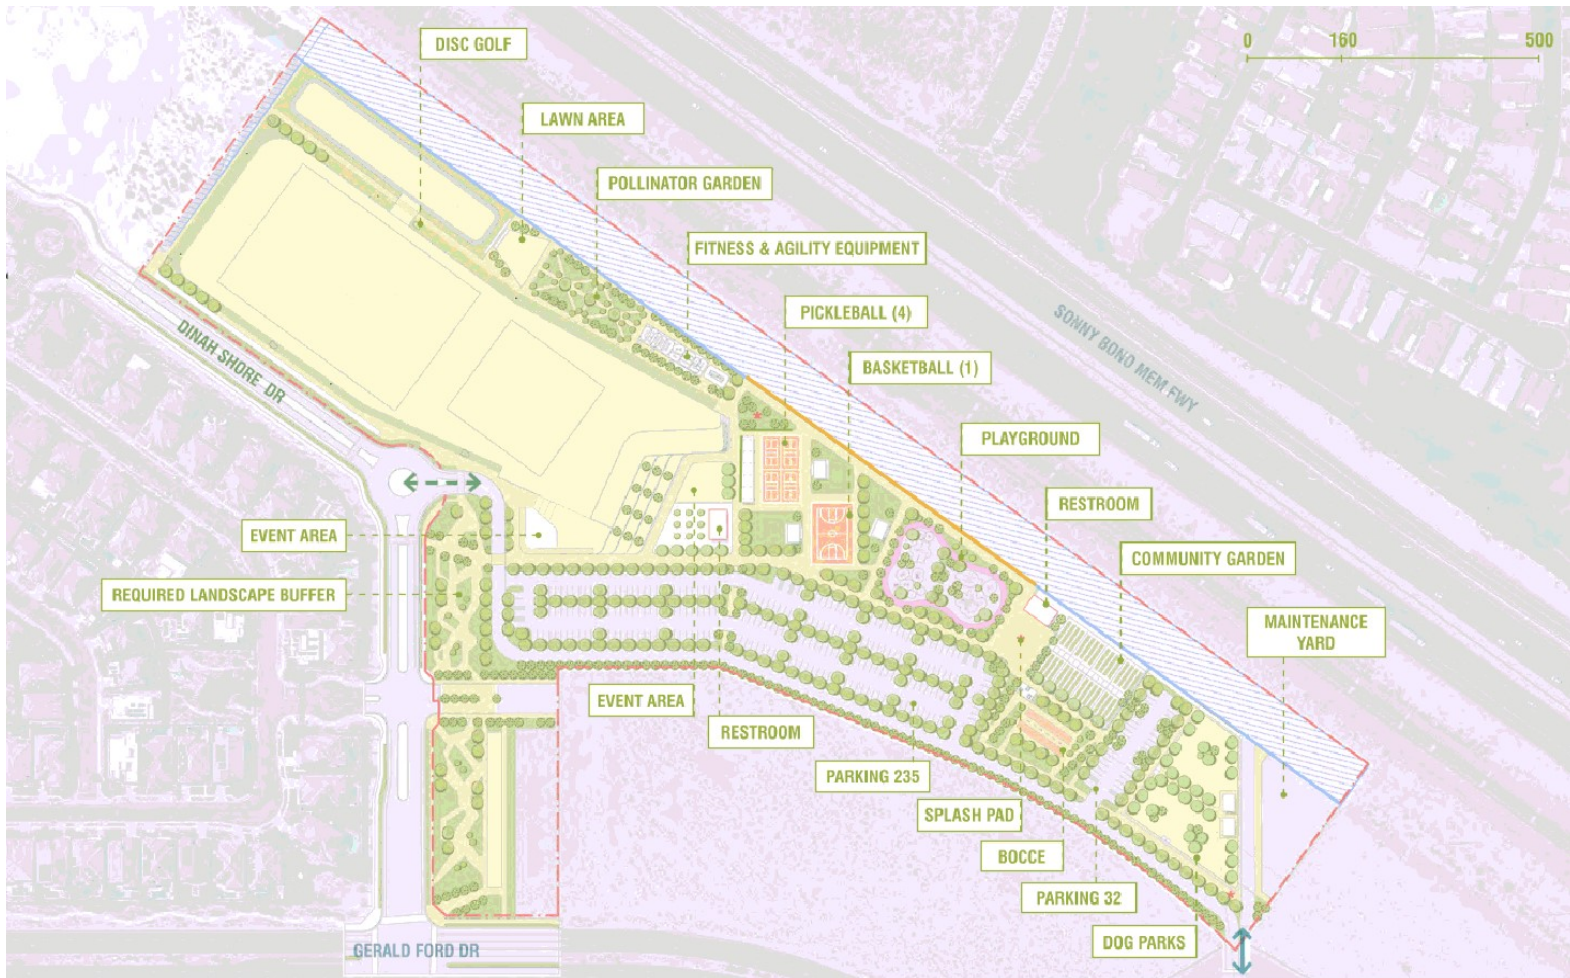 DISC GOLF
0 160 500
LAWN AREA
POLLINATOR GARDEN
FITNESS & AGILITY EQUIPMENT
PICKLEBALL (4)
SONNY BONO MEM FWY
DINAH SHORE DR
BASKETBALL (1)
PLAYGROUND
RESTROOM
EVENT AREA
COMMUNITY GARDEN
REQUIRED LANDSCAPE BUFFER
MAINTENANCE
YARD
EVENT AREA
RESTROOM
PARKING 235
SPLASH PAD
BOCCE
PARKING 32
DOG PARKS
GERALD FORD DR